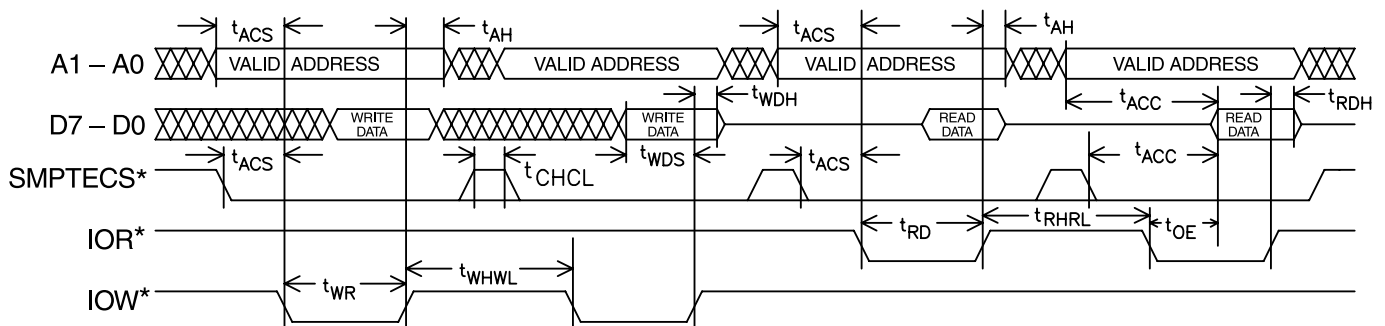 tACS tAH tACS tAH
A1 – A0 VALID ADDRESS VALID ADDRESS VALID ADDRESS VALID ADDRESS
tWDH tACC tRDH
D7 – D0 WRITE DATA WRITE DATA READ DATA READ DATA
tACS tCHCL tWDS tACS tACC
SMPTECS*
IOR* tRD tRHRL tOE
IOW* tWR tWHWL